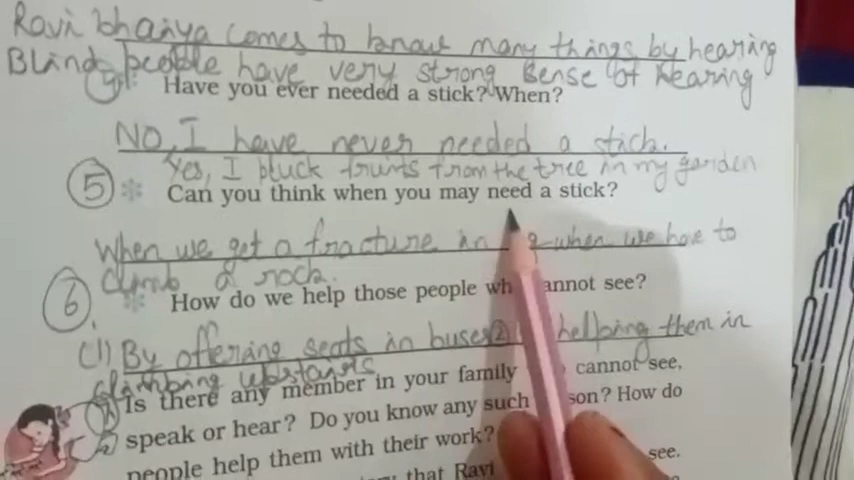 Ravi bhaiya comes to know many things by hearing
Blind people have very strong sense of hearing
4 Have you ever needed a stick? When?
No, I have never needed a stick.
Yes, I pluck fruits from the tree in my garden
5 * Can you think when you may need a stick?
When we get a fracture in when we have to
climb a rock.
6 * How do we help those people wh annot see?
(1) By offering seats in buses helping them in
climbing upstairs
Is there any member in your family cannot see,
speak or hear? Do you know any such son? How do
people help them with their work?
that Ravi see.